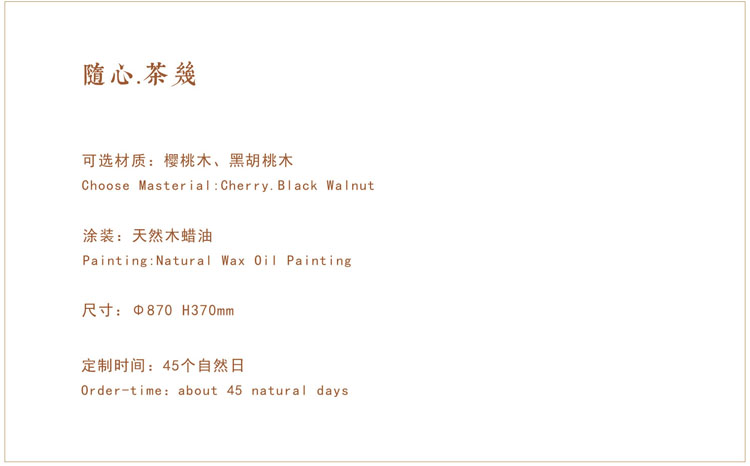 隨心.茶幾
可选材质：樱桃木、黑胡桃木
Choose Masterial:Cherry.Black Walnut
涂装：天然木蜡油
Painting:Natural Wax Oil Painting
尺寸：Φ870 H370mm
定制时间：45个自然日
Order-time：about 45 natural days